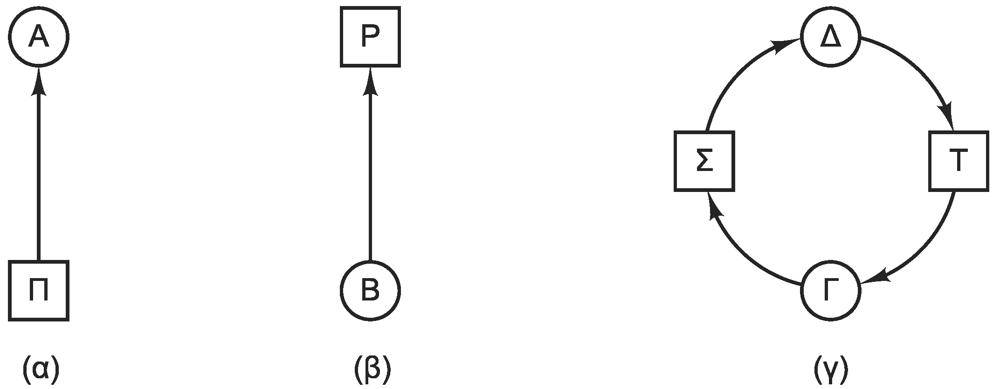 Α Ρ Δ
Σ Τ
Π Β Γ
(α) (β) (γ)